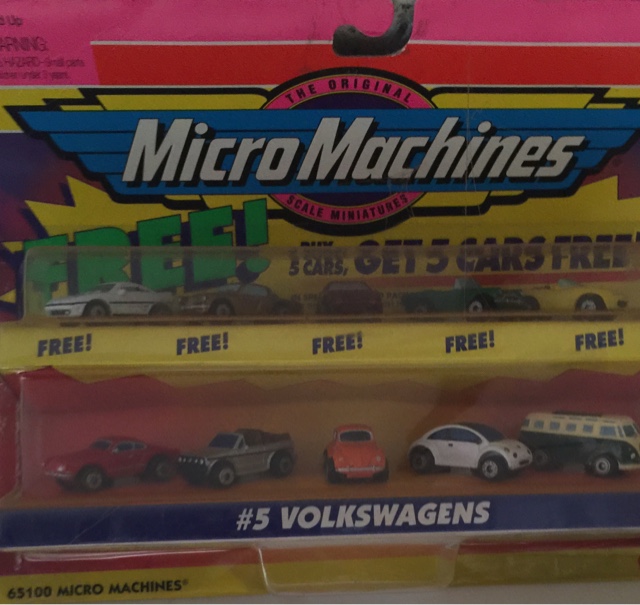 THE ORIGINAL
Micro Machines
SCALE MINIATURES
FREE!
BUY 5 CARS, GET 5 CARS FREE!
FREE! FREE! FREE! FREE! FREE!
#5 VOLKSWAGENS
65100 MICRO MACHINES®